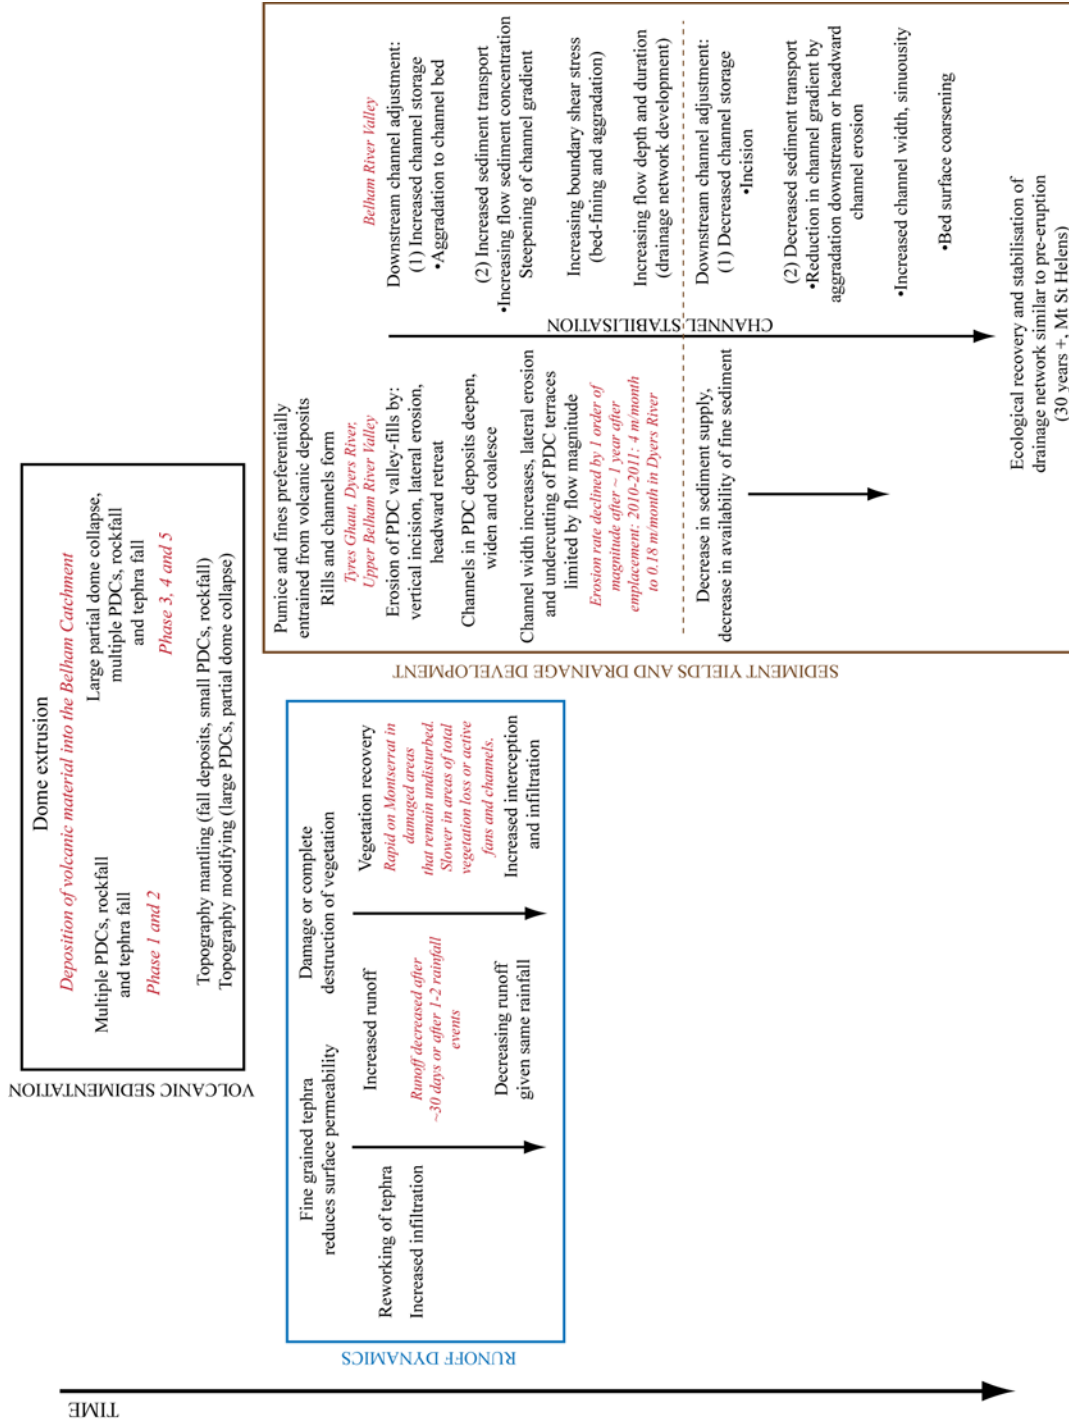 TIME
VOLCANIC SEDIMENTATION
Dome extrusion
Deposition of volcanic material into the Belham Catchment
Multiple PDCs, rockfall
and tephra fall
Phase 1 and 2
Large partial dome collapse,
multiple PDCs, rockfall
and tephra fall
Phase 3, 4 and 5
Topography mantling (fall deposits, small PDCs, rockfall)
Topography modifying (large PDCs, partial dome collapse)
RUNOFF DYNAMICS
Fine grained tephra
reduces surface permeability
Damage or complete
destruction of vegetation
Reworking of tephra
Increased infiltration
Increased runoff
Runoff decreased after
~30 days or after 1-2 rainfall
events
Decreasing runoff
given same rainfall
Vegetation recovery
Rapid on Montserrat in
damaged areas
that remain undisturbed.
Slower in areas of total
vegetation loss or active
fans and channels.
Increased interception
and infiltration
SEDIMENT YIELDS AND DRAINAGE DEVELOPMENT
Pumice and fines preferentially
entrained from volcanic deposits
Rills and channels form
Tyres Ghaut, Dyers River,
Upper Belham River Valley
Erosion of PDC valley-fills by:
vertical incision, lateral erosion,
headward retreat
Channels in PDC deposits deepen,
widen and coalesce
Channel width increases, lateral erosion
and undercutting of PDC terraces
limited by flow magnitude
Erosion rate declined by 1 order of
magnitude after ~ 1 year after
emplacement: 2010-2011: 4 m/month
to 0.18 m/month in Dyers River
Decrease in sediment supply,
decrease in availability of fine sediment
CHANNEL STABILISATION
Belham River Valley
Downstream channel adjustment:
(1) Increased channel storage
•Aggradation to channel bed
(2) Increased sediment transport
•Increasing flow sediment concentration
Steepening of channel gradient
Increasing boundary shear stress
(bed-fining and aggradation)
Increasing flow depth and duration
(drainage network development)
Downstream channel adjustment:
(1) Decreased channel storage
•Incision
(2) Decreased sediment transport
•Reduction in channel gradient by
aggradation downstream or headward
channel erosion
•Increased channel width, sinuousity
•Bed surface coarsening
Ecological recovery and stabilisation of
drainage network similar to pre-eruption
(30 years +, Mt St Helens)